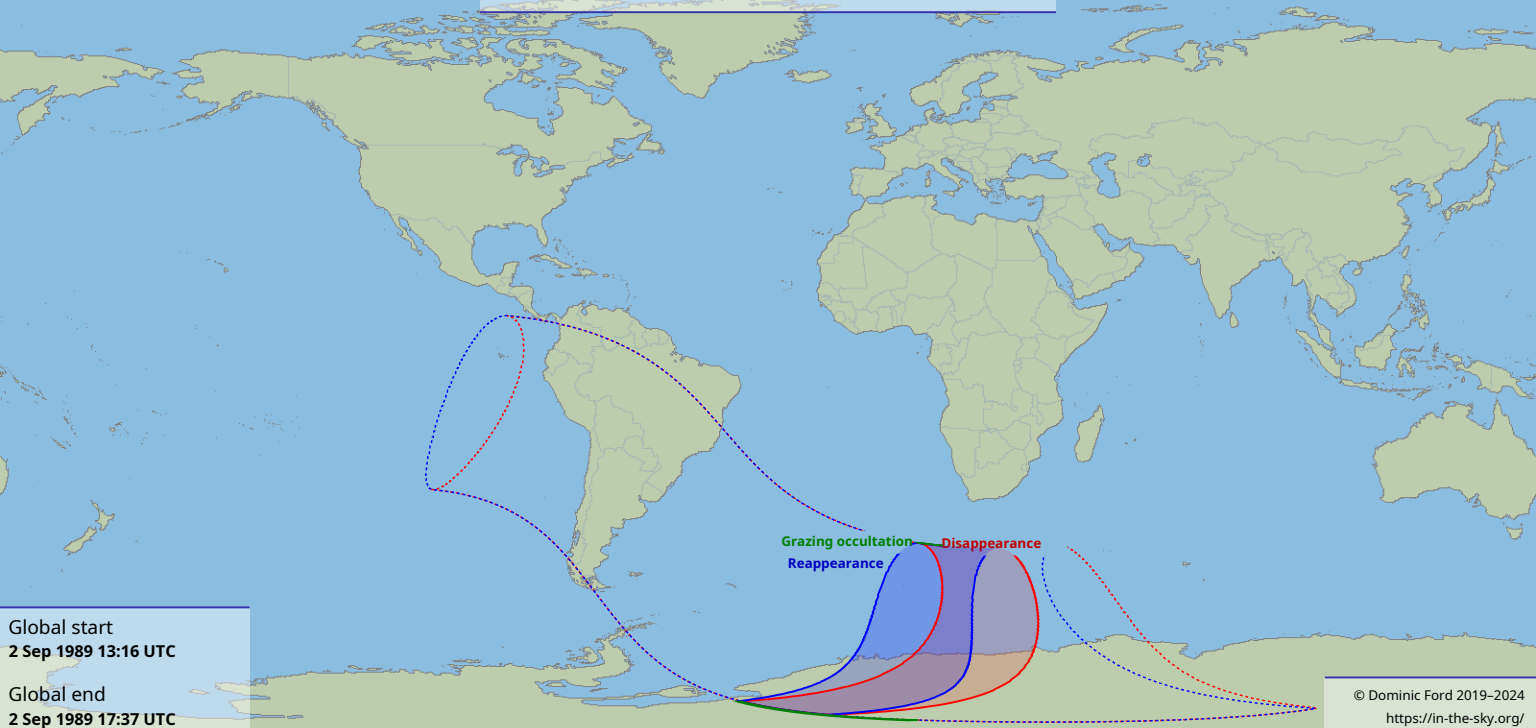 Grazing occultation
Disappearance
Reappearance
Global start
2 Sep 1989 13:16 UTC
Global end
2 Sep 1989 17:37 UTC
© Dominic Ford 2019–2024
https://in-the-sky.org/